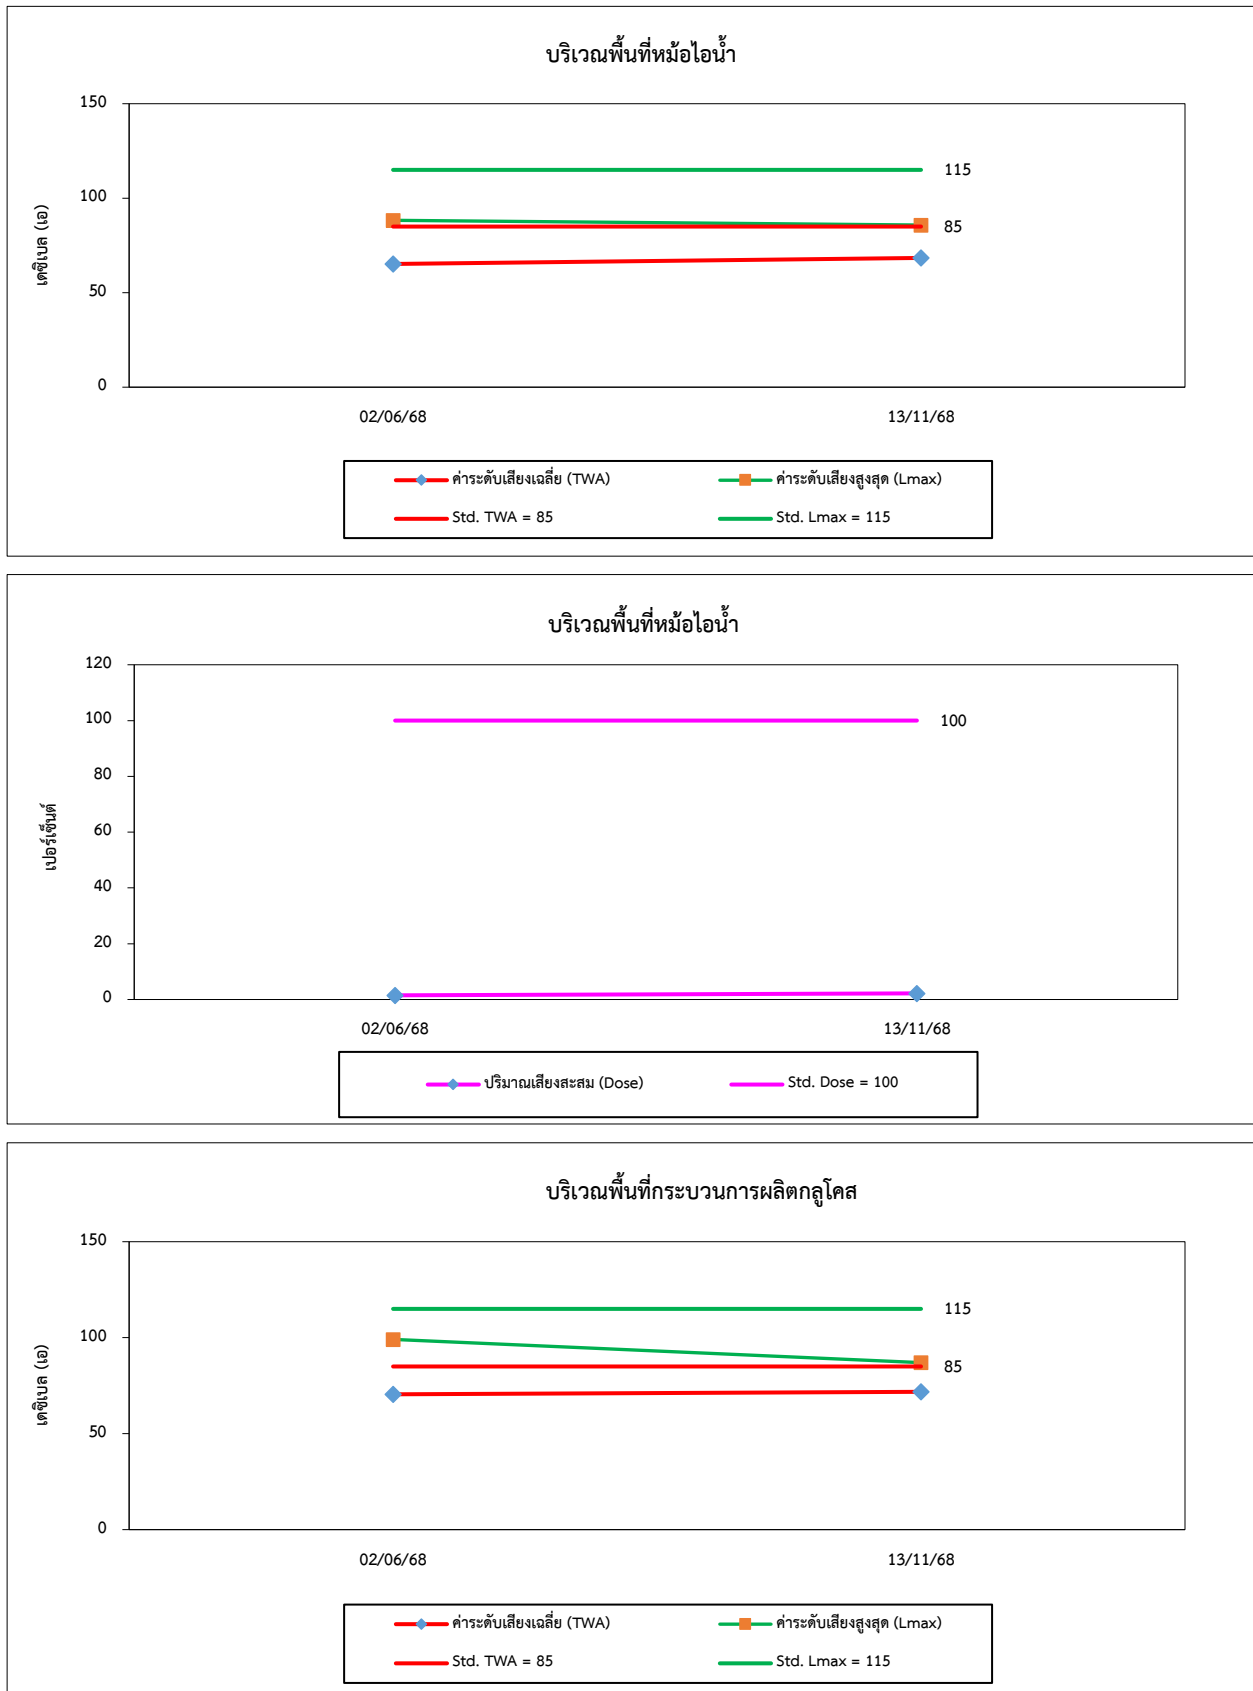 บริเวณพื้นที่หม้อไอน้ำ
150
100
50
0
เดซิเบล (เอ)
115
85
02/06/68 13/11/68
ค่าระดับเสียงเฉลี่ย (TWA) ค่าระดับเสียงสูงสุด (Lmax)
Std. TWA = 85 Std. Lmax = 115
บริเวณพื้นที่หม้อไอน้ำ
120
100
80
60
40
20
0
เปอร์เซ็นต์
100
02/06/68 13/11/68
ปริมาณเสียงสะสม (Dose) Std. Dose = 100
บริเวณพื้นที่กระบวนการผลิตกลูโคส
150
100
50
0
เดซิเบล (เอ)
115
85
02/06/68 13/11/68
ค่าระดับเสียงเฉลี่ย (TWA) ค่าระดับเสียงสูงสุด (Lmax)
Std. TWA = 85 Std. Lmax = 115